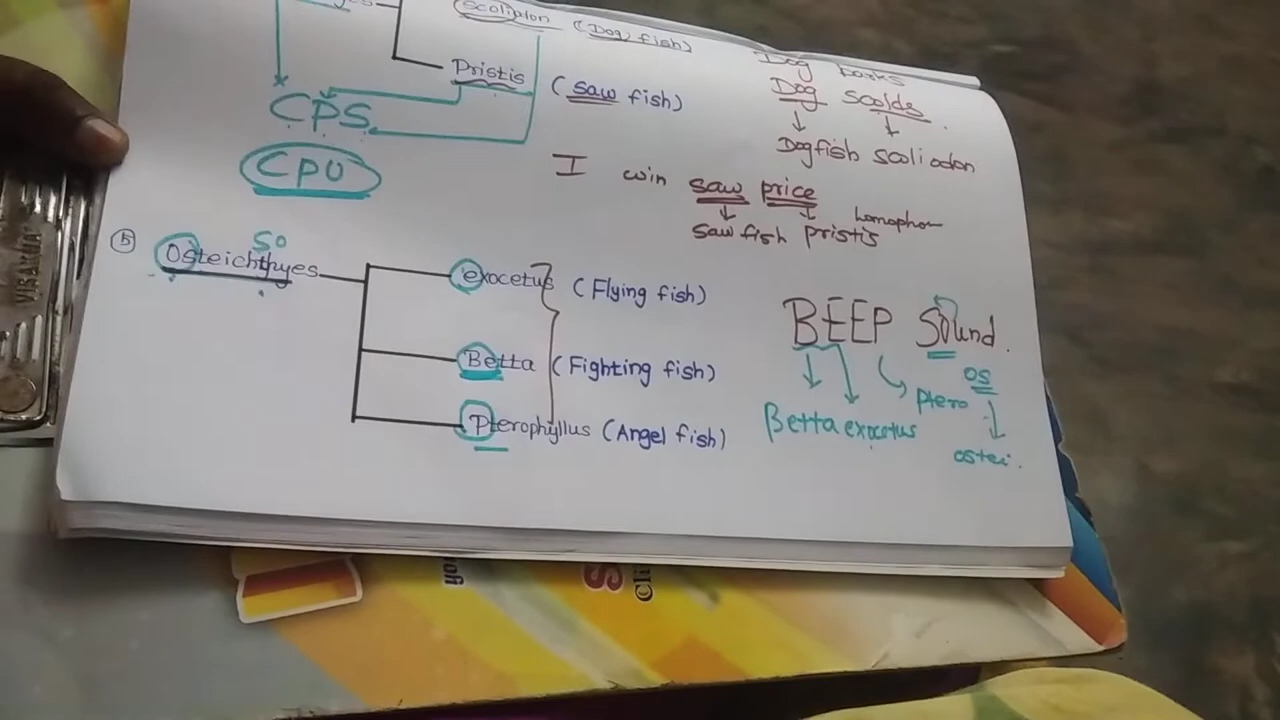 Scoliodon (Dog fish)
Pristis (saw fish)
CPS
CPU
Dog barks
Dog scolds.
Dogfish scoliodon
I win saw price
homophon
saw fish pristis
5 Osteichthyes
so
exocetus (Flying fish)
Betta (Fighting fish)
Pterophyllus (Angel fish)
BEEP Sound.
os
ptero
Betta exocetus
ostei.
VISAKHA